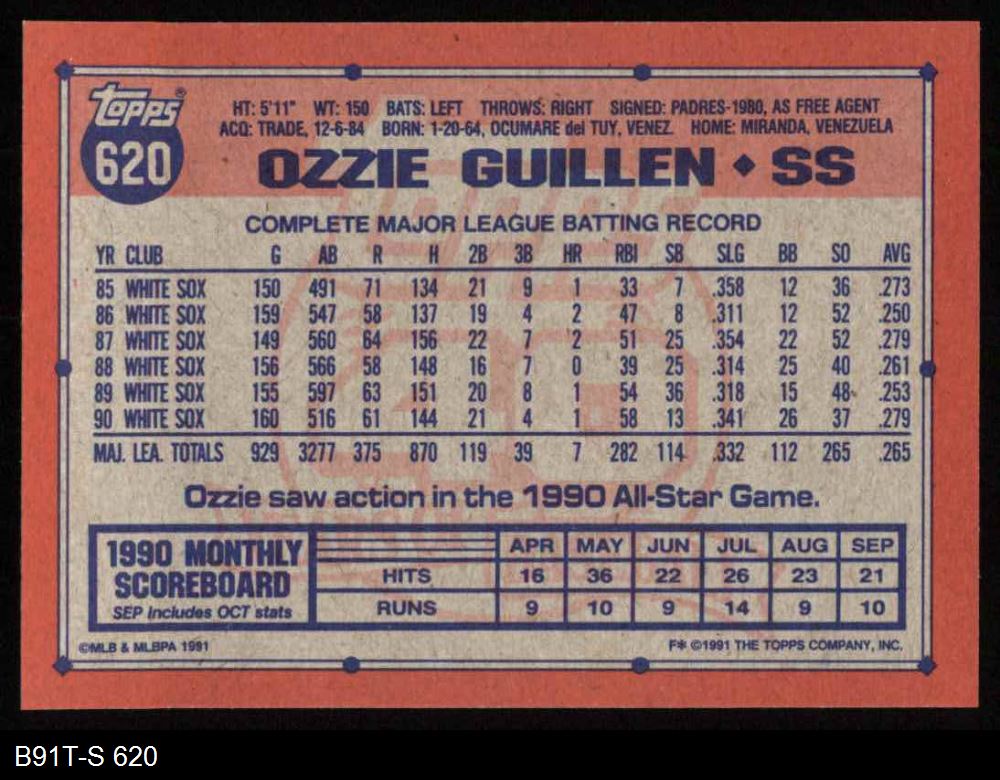 topps®
620
HT: 5'11" WT: 150 BATS: LEFT THROWS: RIGHT SIGNED: PADRES-1980, AS FREE AGENT
ACQ: TRADE, 12-6-84 BORN: 1-20-64, OCUMARE del TUY, VENEZ. HOME: MIRANDA, VENEZUELA
OZZIE GUILLEN ♦ SS
COMPLETE MAJOR LEAGUE BATTING RECORD
YR CLUB G AB R H 2B 3B HR RBI SB SLG BB SO AVG
85 WHITE SOX 150 491 71 134 21 9 1 33 7 .358 12 36 .273
86 WHITE SOX 159 547 58 137 19 4 2 47 8 .311 12 52 .250
87 WHITE SOX 149 560 64 156 22 7 2 51 25 .354 22 52 .279
88 WHITE SOX 156 566 58 148 16 7 0 39 25 .314 25 40 .261
89 WHITE SOX 155 597 63 151 20 8 1 54 36 .318 15 48 .253
90 WHITE SOX 160 516 61 144 21 4 1 58 13 .341 26 37 .279
MAJ. LEA. TOTALS 929 3277 375 870 119 39 7 282 114 .332 112 265 .265
Ozzie saw action in the 1990 All-Star Game.
1990 MONTHLY
SCOREBOARD
SEP includes OCT stats
APR MAY JUN JUL AUG SEP
HITS 16 36 22 26 23 21
RUNS 9 10 9 14 9 10
©MLB & MLBPA 1991
F* ©1991 THE TOPPS COMPANY, INC.
B91T-S 620